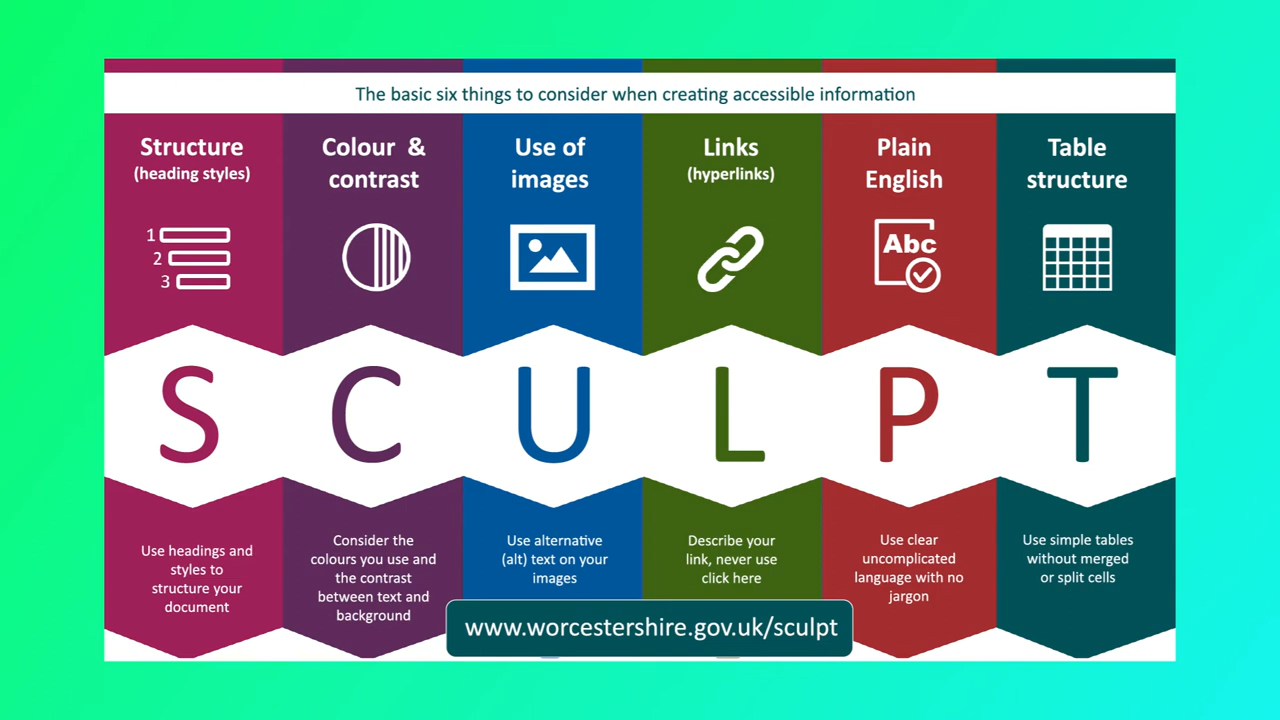 The basic six things to consider when creating accessible information
Structure
(heading styles)
1
2
3
Colour &
contrast
Use of
images
Links
(hyperlinks)
Plain
English
Abc
Table
structure
S C U L P T
Use headings and
styles to
structure your
document
Consider the
colours you use and
the contrast
between text and
background
Use alternative
(alt) text on your
images
Describe your
link, never use
click here
Use clear
uncomplicated
language with no
jargon
Use simple tables
without merged
or split cells
www.worcestershire.gov.uk/sculpt